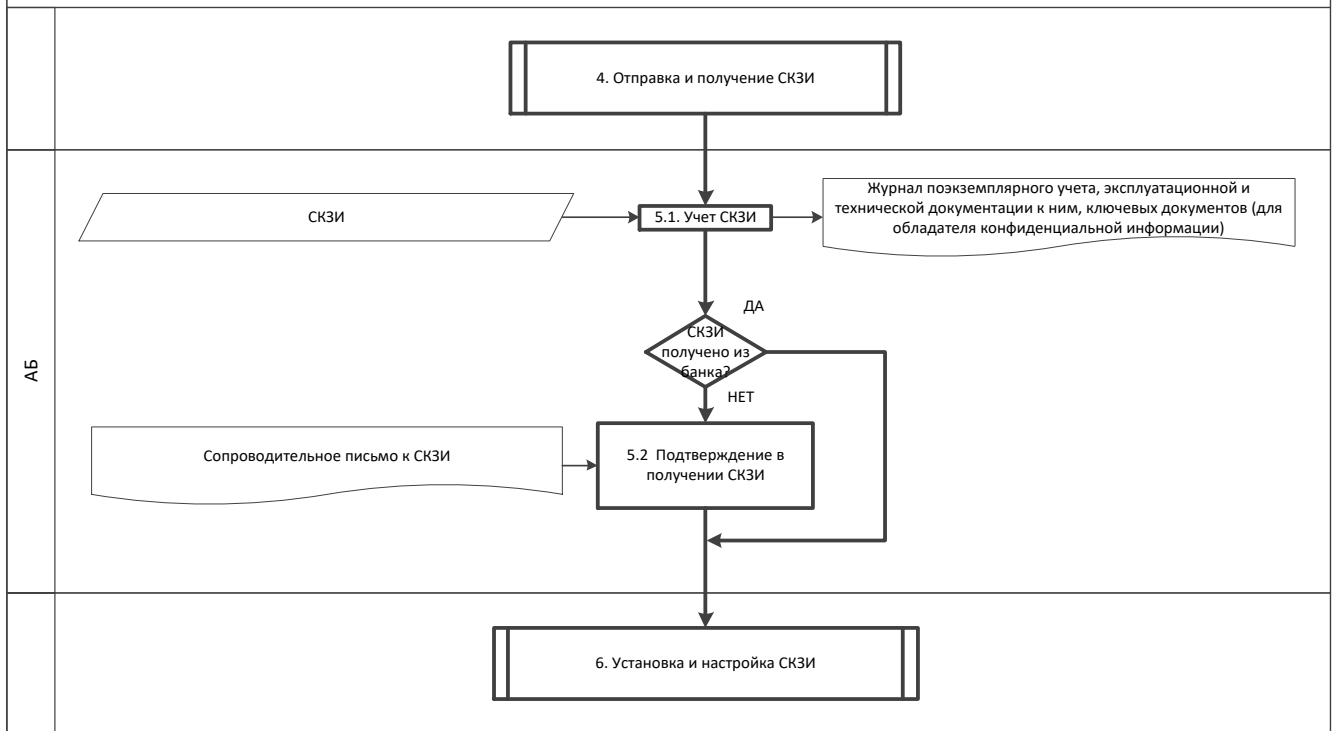 4. Отправка и получение СКЗИ
АБ
СКЗИ
5.1. Учет СКЗИ
Журнал поэкземплярного учета, эксплуатационной и
технической документации к ним, ключевых документов (для
обладателя конфиденциальной информации)
ДА
СКЗИ
получено из
банка?
НЕТ
Сопроводительное письмо к СКЗИ
5.2 Подтверждение в
получении СКЗИ
6. Установка и настройка СКЗИ